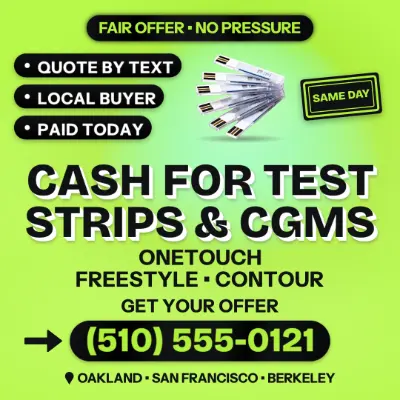 FAIR OFFER • NO PRESSURE
• QUOTE BY TEXT
• LOCAL BUYER
• PAID TODAY
SAME DAY
CASH FOR TEST
STRIPS & CGMS
ONETOUCH
FREESTYLE ▪ CONTOUR
GET YOUR OFFER
(510) 555-0121
OAKLAND ▪ SAN FRANCISCO ▪ BERKELEY